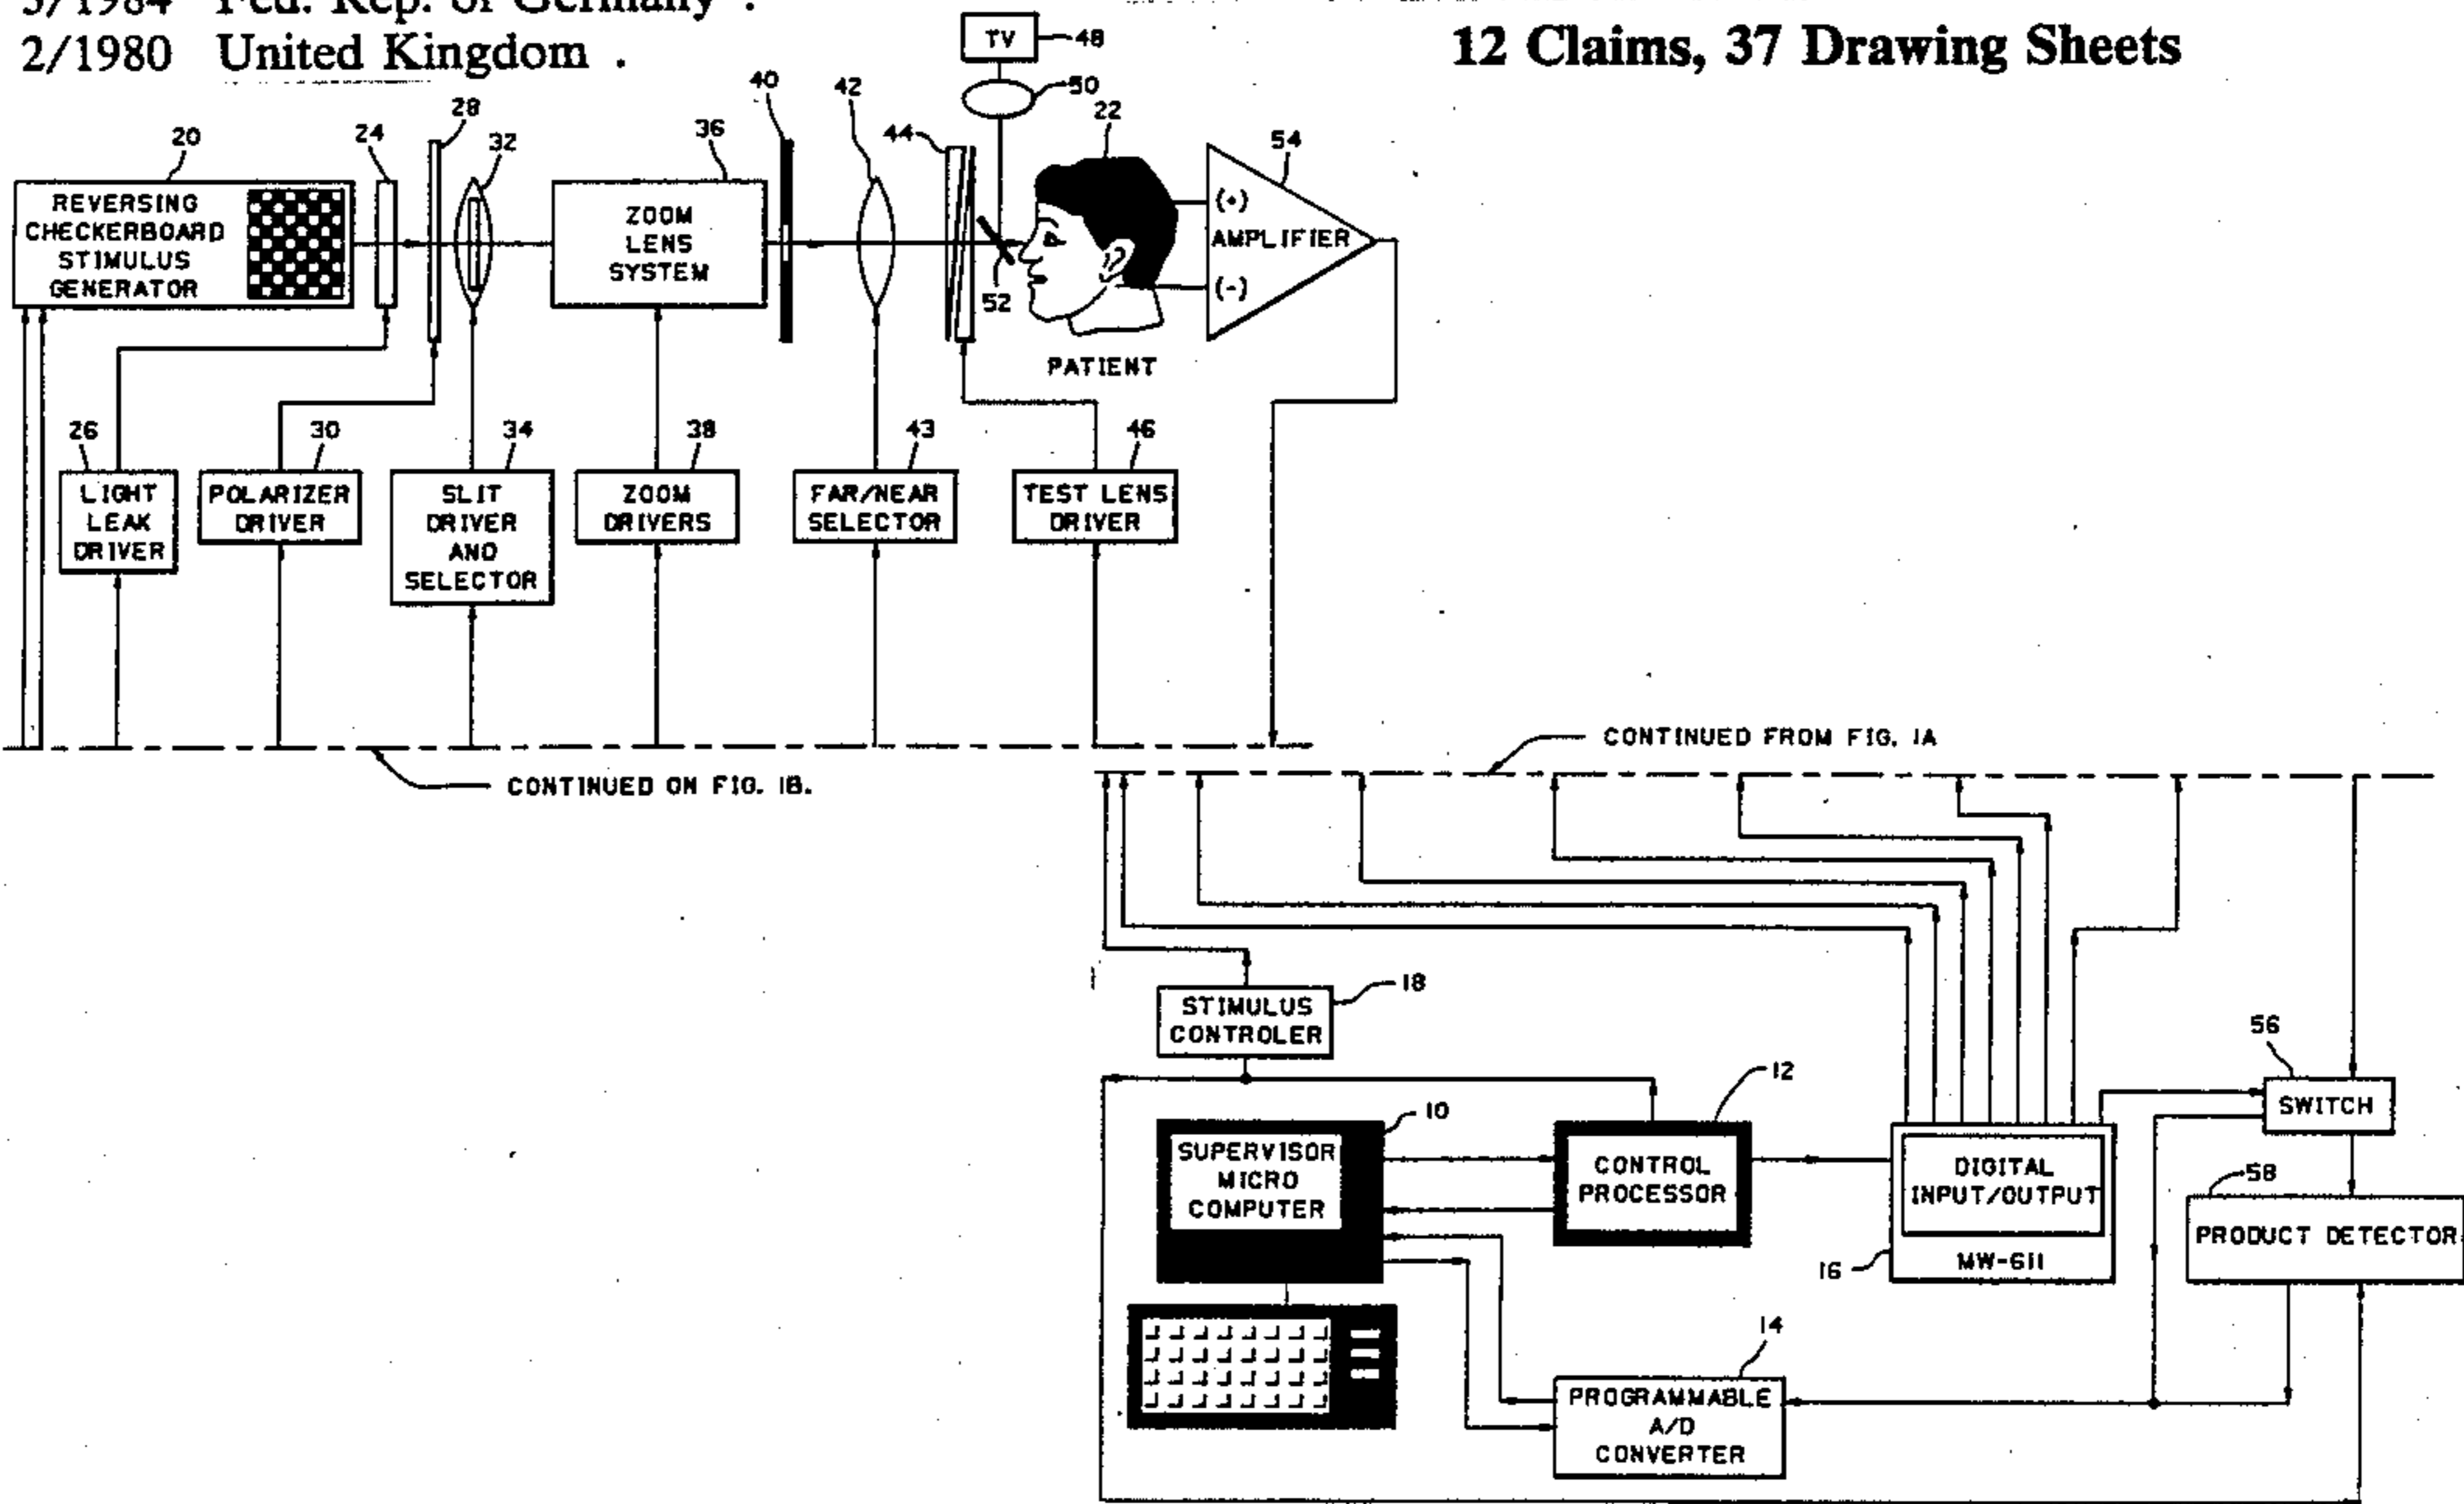 2/1980 United Kingdom .
12 Claims, 37 Drawing Sheets
TV
48
50
20
24
28
32
36
40
42
44
22
54
52
REVERSING
CHECKERBOARD
STIMULUS
GENERATOR
ZOOM
LENS
SYSTEM
(+)
AMPLIFIER
(-)
PATIENT
26
LIGHT
LEAK
DRIVER
30
POLARIZER
DRIVER
34
SLIT
DRIVER
AND
SELECTOR
38
ZOOM
DRIVERS
43
FAR/NEAR
SELECTOR
46
TEST LENS
DRIVER
CONTINUED ON FIG. 1B.
CONTINUED FROM FIG. 1A
STIMULUS
CONTROLER
18
10
SUPERVISOR
MICRO
COMPUTER
12
CONTROL
PROCESSOR
DIGITAL
INPUT/OUTPUT
MW-611
16
56
SWITCH
58
PRODUCT DETECTOR
14
PROGRAMMABLE
A/D
CONVERTER